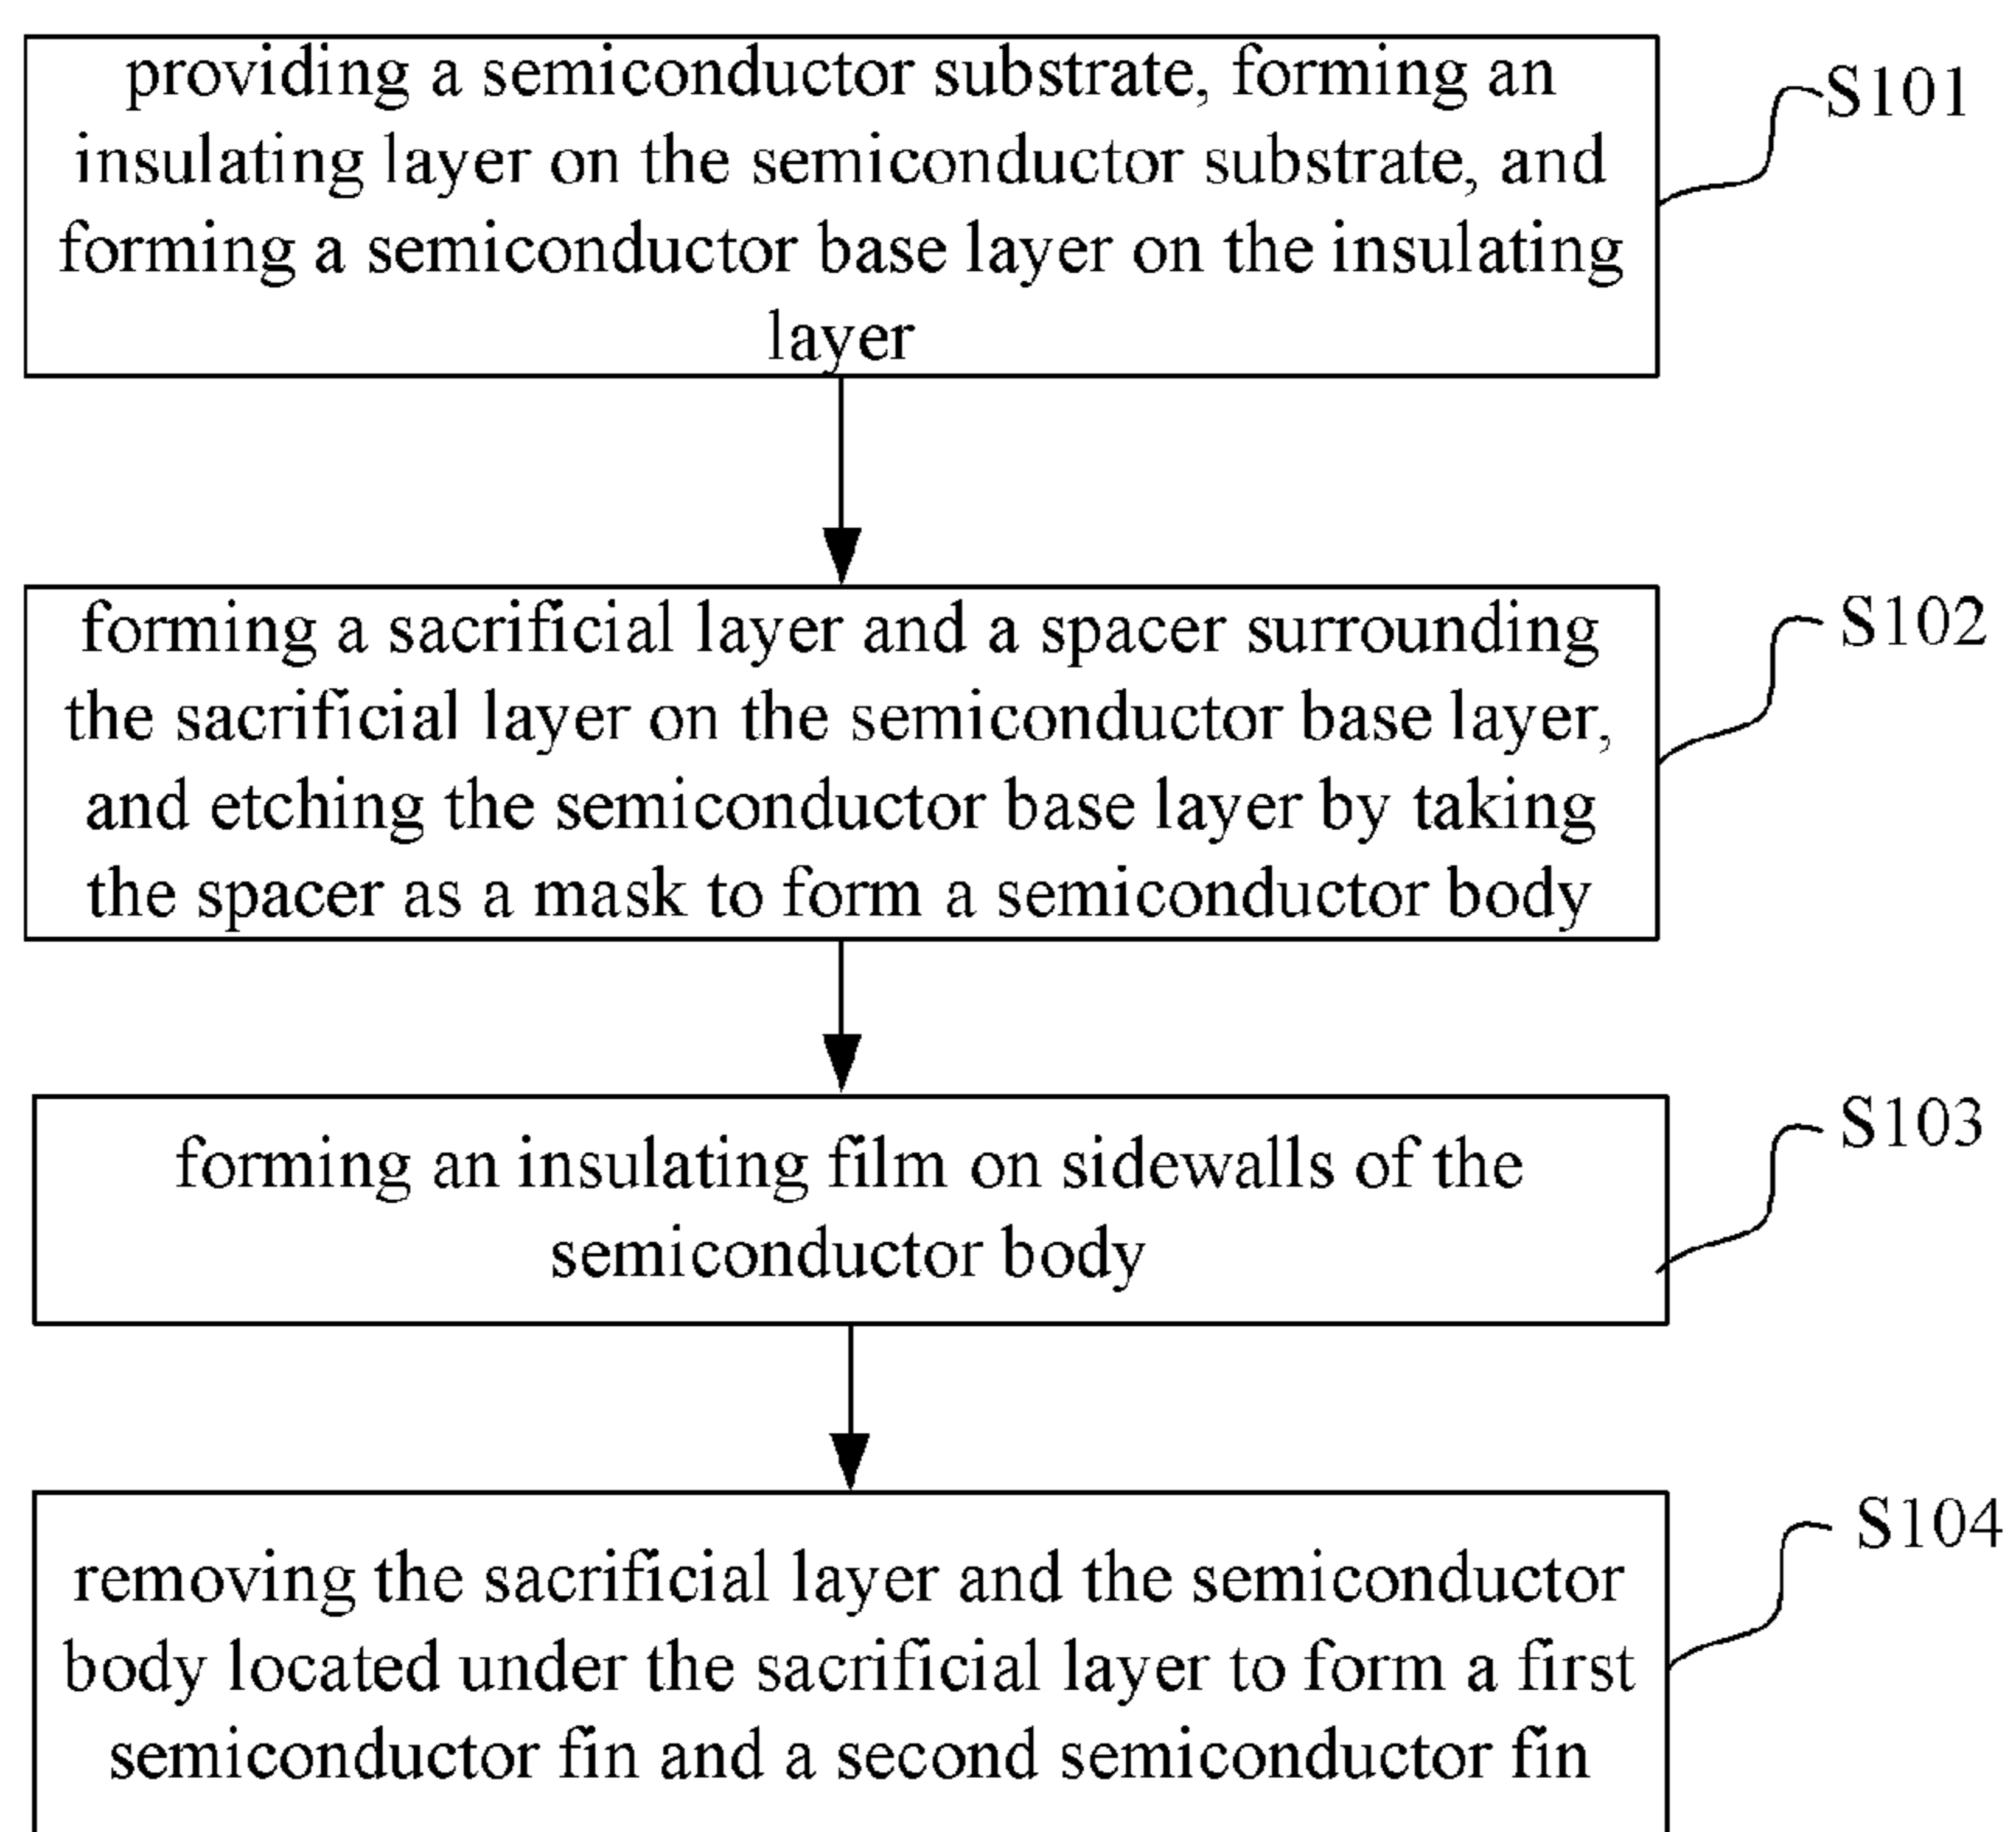 providing a semiconductor substrate, forming an
insulating layer on the semiconductor substrate, and
forming a semiconductor base layer on the insulating
layer
S101
forming a sacrificial layer and a spacer surrounding
the sacrificial layer on the semiconductor base layer,
and etching the semiconductor base layer by taking
the spacer as a mask to form a semiconductor body
S102
forming an insulating film on sidewalls of the
semiconductor body
S103
removing the sacrificial layer and the semiconductor
body located under the sacrificial layer to form a first
semiconductor fin and a second semiconductor fin
S104